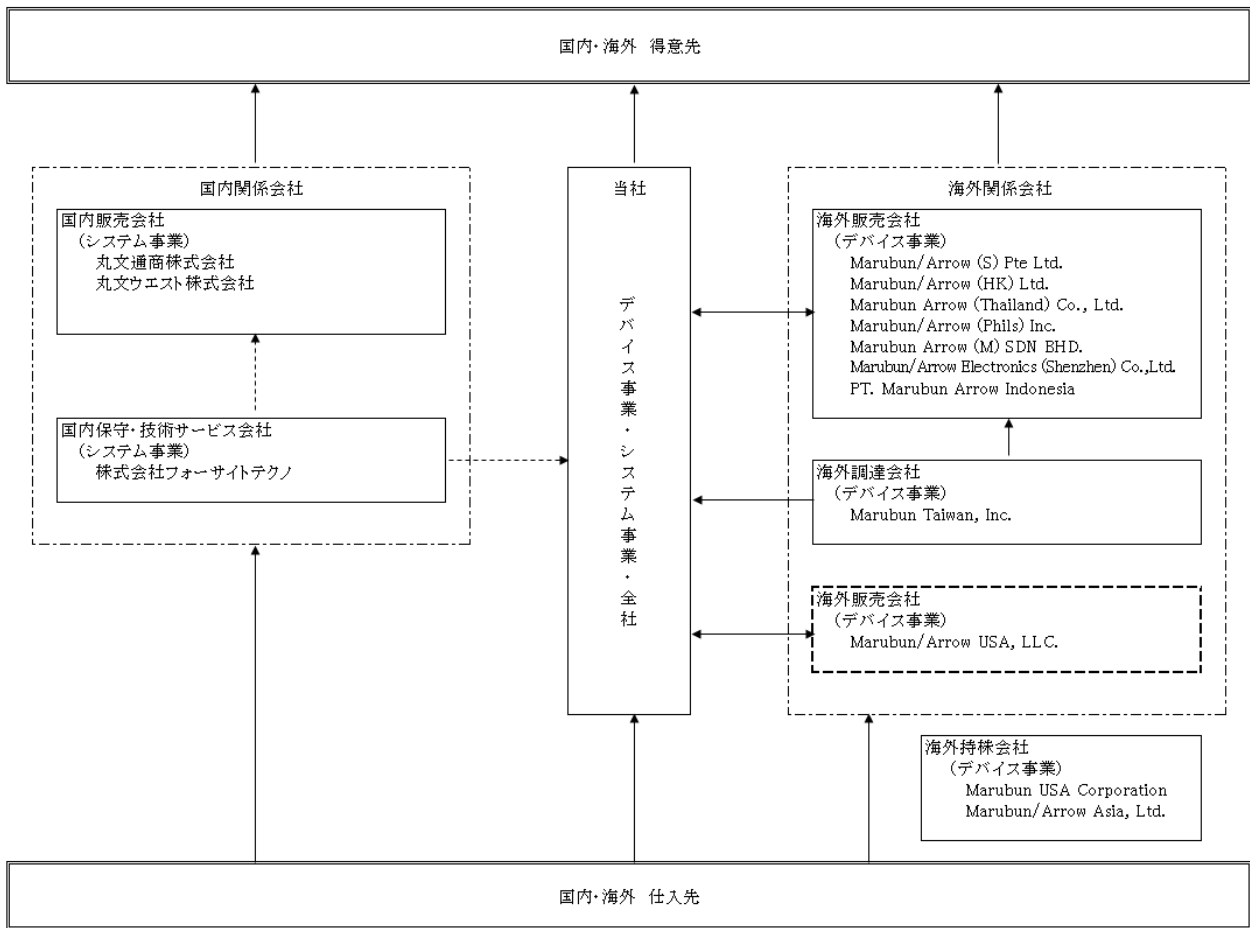 国内・海外 得意先
国内関係会社
国内販売会社
(システム事業)
丸文通商株式会社
丸文ウエスト株式会社
国内保守・技術サービス会社
(システム事業)
株式会社フォーサイトテクノ
当社
デバイス事業・システム事業・全社
海外関係会社
海外販売会社
(デバイス事業)
Marubun/Arrow (S) Pte Ltd.
Marubun/Arrow (HK) Ltd.
Marubun Arrow (Thailand) Co., Ltd.
Marubun/Arrow (Phils) Inc.
Marubun Arrow (M) SDN BHD.
Marubun/Arrow Electronics (Shenzhen) Co.,Ltd.
PT. Marubun Arrow Indonesia
海外調達会社
(デバイス事業)
Marubun Taiwan, Inc.
海外販売会社
(デバイス事業)
Marubun/Arrow USA, LLC.
海外持株会社
(デバイス事業)
Marubun USA Corporation
Marubun/Arrow Asia, Ltd.
国内・海外 仕入先